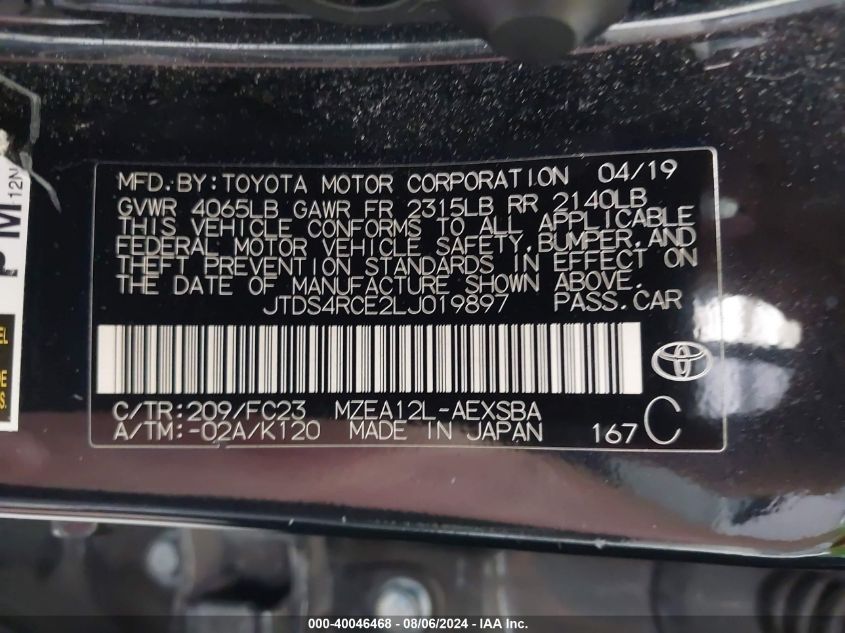 MFD.BY:TOYOTA MOTOR CORPORATION 04/19
GVWR 4065LB GAWR FR 2315LB RR 2140LB
THIS VEHICLE CONFORMS TO ALL APPLICABLE
FEDERAL MOTOR VEHICLE SAFETY,BUMPER,AND
THEFT PREVENTION STANDARDS IN EFFECT ON
THE DATE OF MANUFACTURE SHOWN ABOVE.
JTDS4RCE2LJ019897 PASS.CAR
C/TR:209/FC23 MZEA12L-AEXSBA
A/TM:-02A/K120 MADE IN JAPAN 167 C
PM
12N
000-40046468 - 08/06/2024 - IAA Inc.